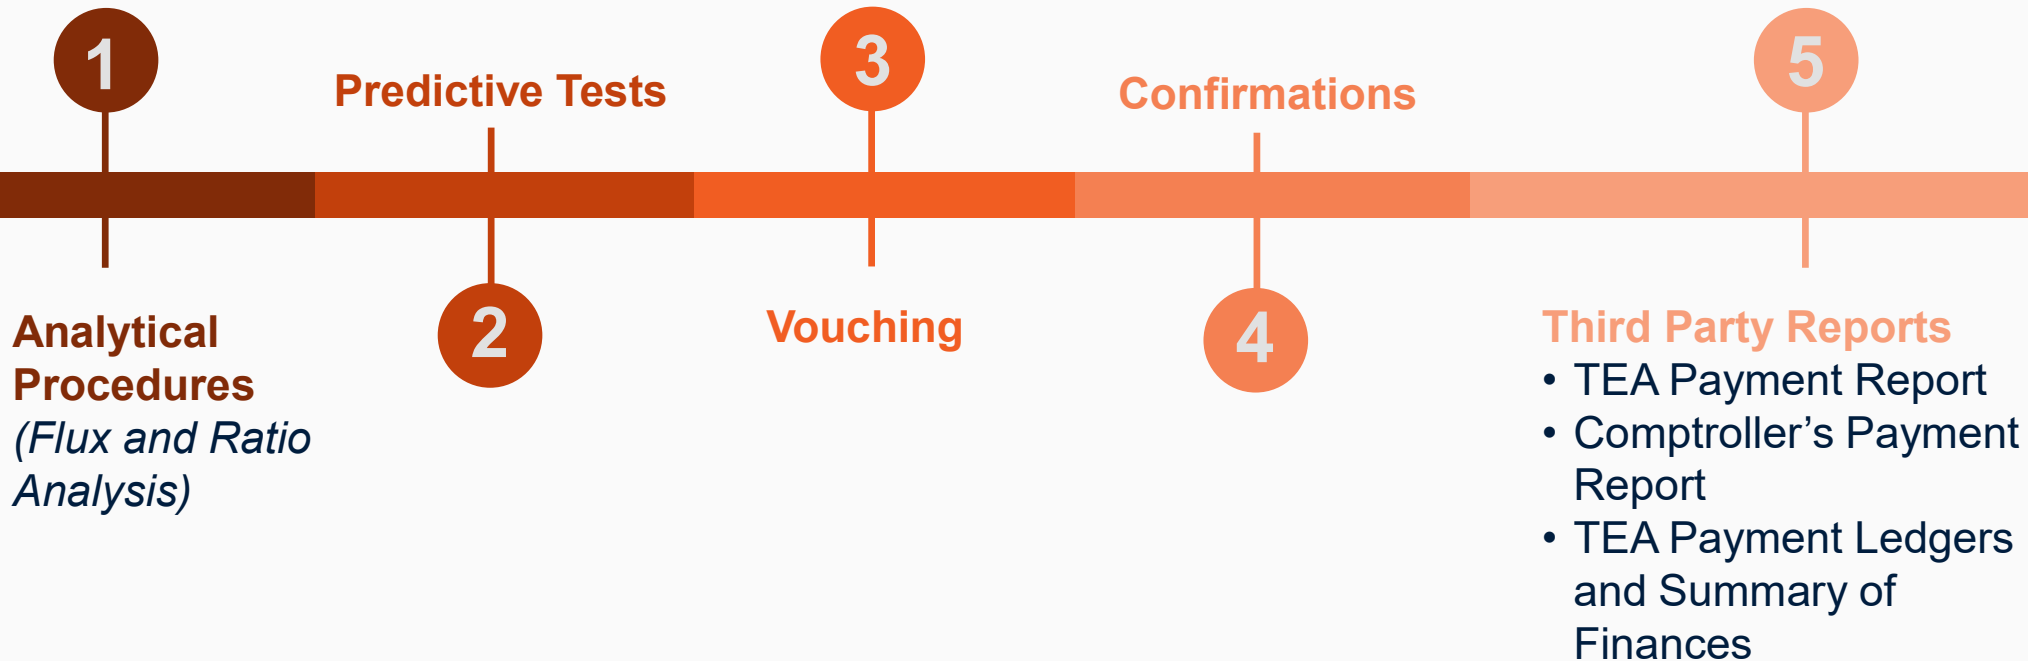 1
Analytical
Procedures
(Flux and Ratio
Analysis)
Predictive Tests
2
3
Vouching
Confirmations
4
5
Third Party Reports
• TEA Payment Report
• Comptroller’s Payment
Report
• TEA Payment Ledgers
and Summary of
Finances